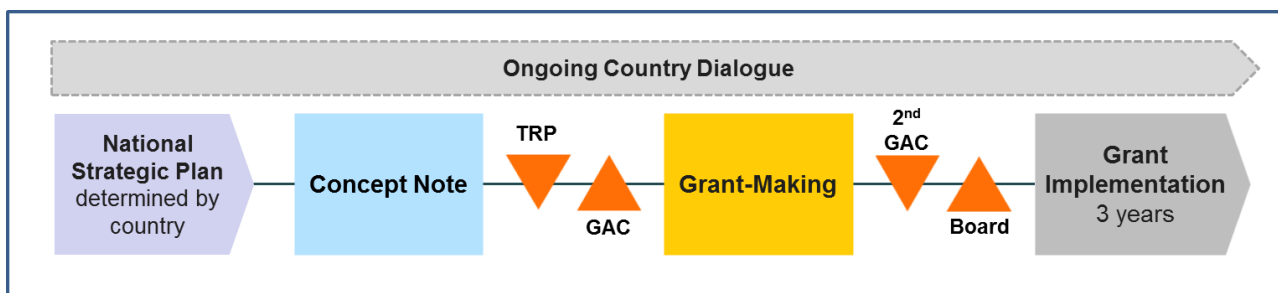 Ongoing Country Dialogue
National
Strategic Plan
determined by
country
Concept Note
TRP
GAC
Grant-Making
2nd
GAC
Board
Grant
Implementation
3 years